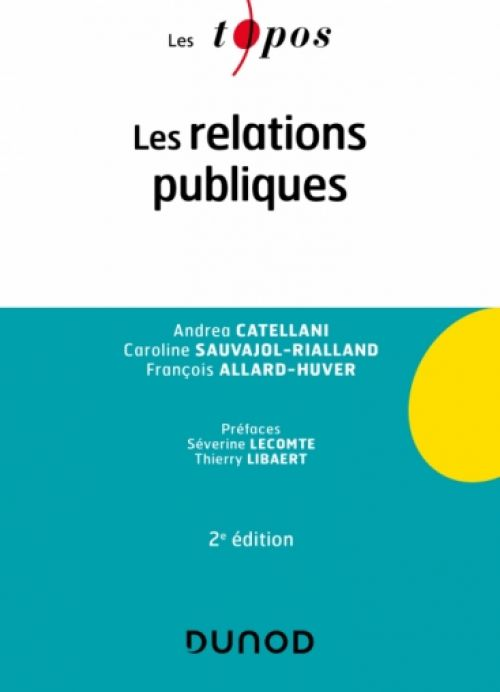 Les topos
Les relations
publiques
Andrea CATELLANI
Caroline SAUVAJOL-RIALLAND
François ALLARD-HUVER
Préfaces
Séverine LECOMTE
Thierry LIBAERT
2e édition
DUNOD